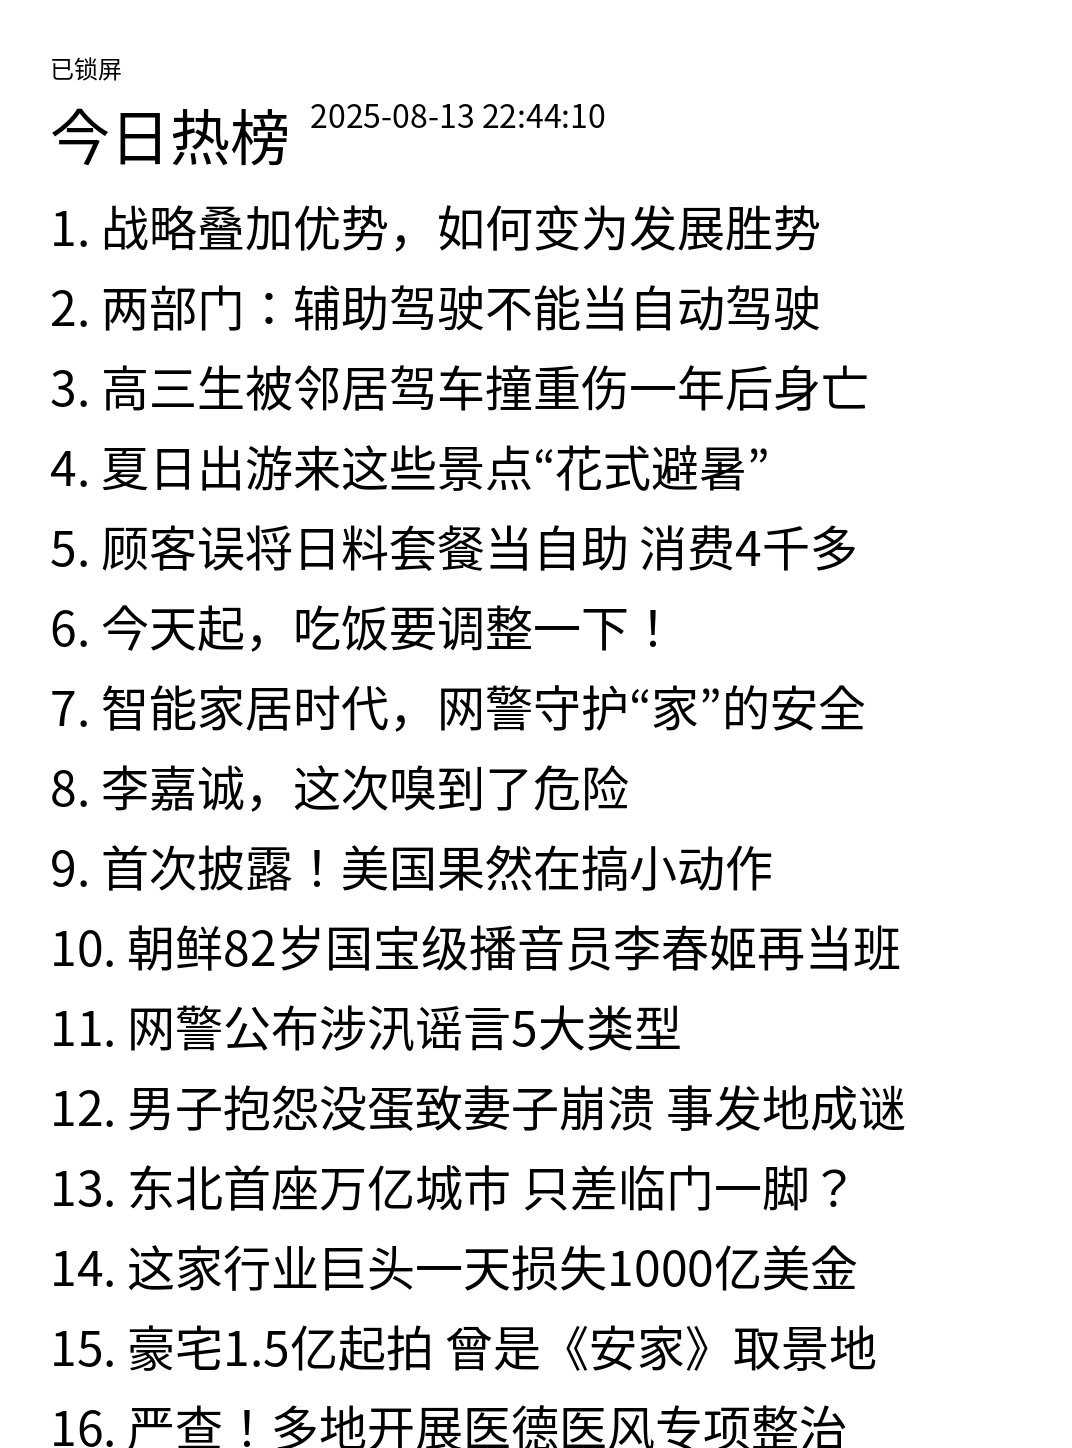 已锁屏
今日热榜 2025-08-13 22:44:10
1. 战略叠加优势，如何变为发展胜势
2. 两部门：辅助驾驶不能当自动驾驶
3. 高三生被邻居驾车撞重伤一年后身亡
4. 夏日出游来这些景点“花式避暑”
5. 顾客误将日料套餐当自助 消费4千多
6. 今天起，吃饭要调整一下！
7. 智能家居时代，网警守护“家”的安全
8. 李嘉诚，这次嗅到了危险
9. 首次披露！美国果然在搞小动作
10. 朝鲜82岁国宝级播音员李春姬再当班
11. 网警公布涉汛谣言5大类型
12. 男子抱怨没蛋致妻子崩溃 事发地成谜
13. 东北首座万亿城市 只差临门一脚？
14. 这家行业巨头一天损失1000亿美金
15. 豪宅1.5亿起拍 曾是《安家》取景地
16. 严查！多地开展医德医风专项整治